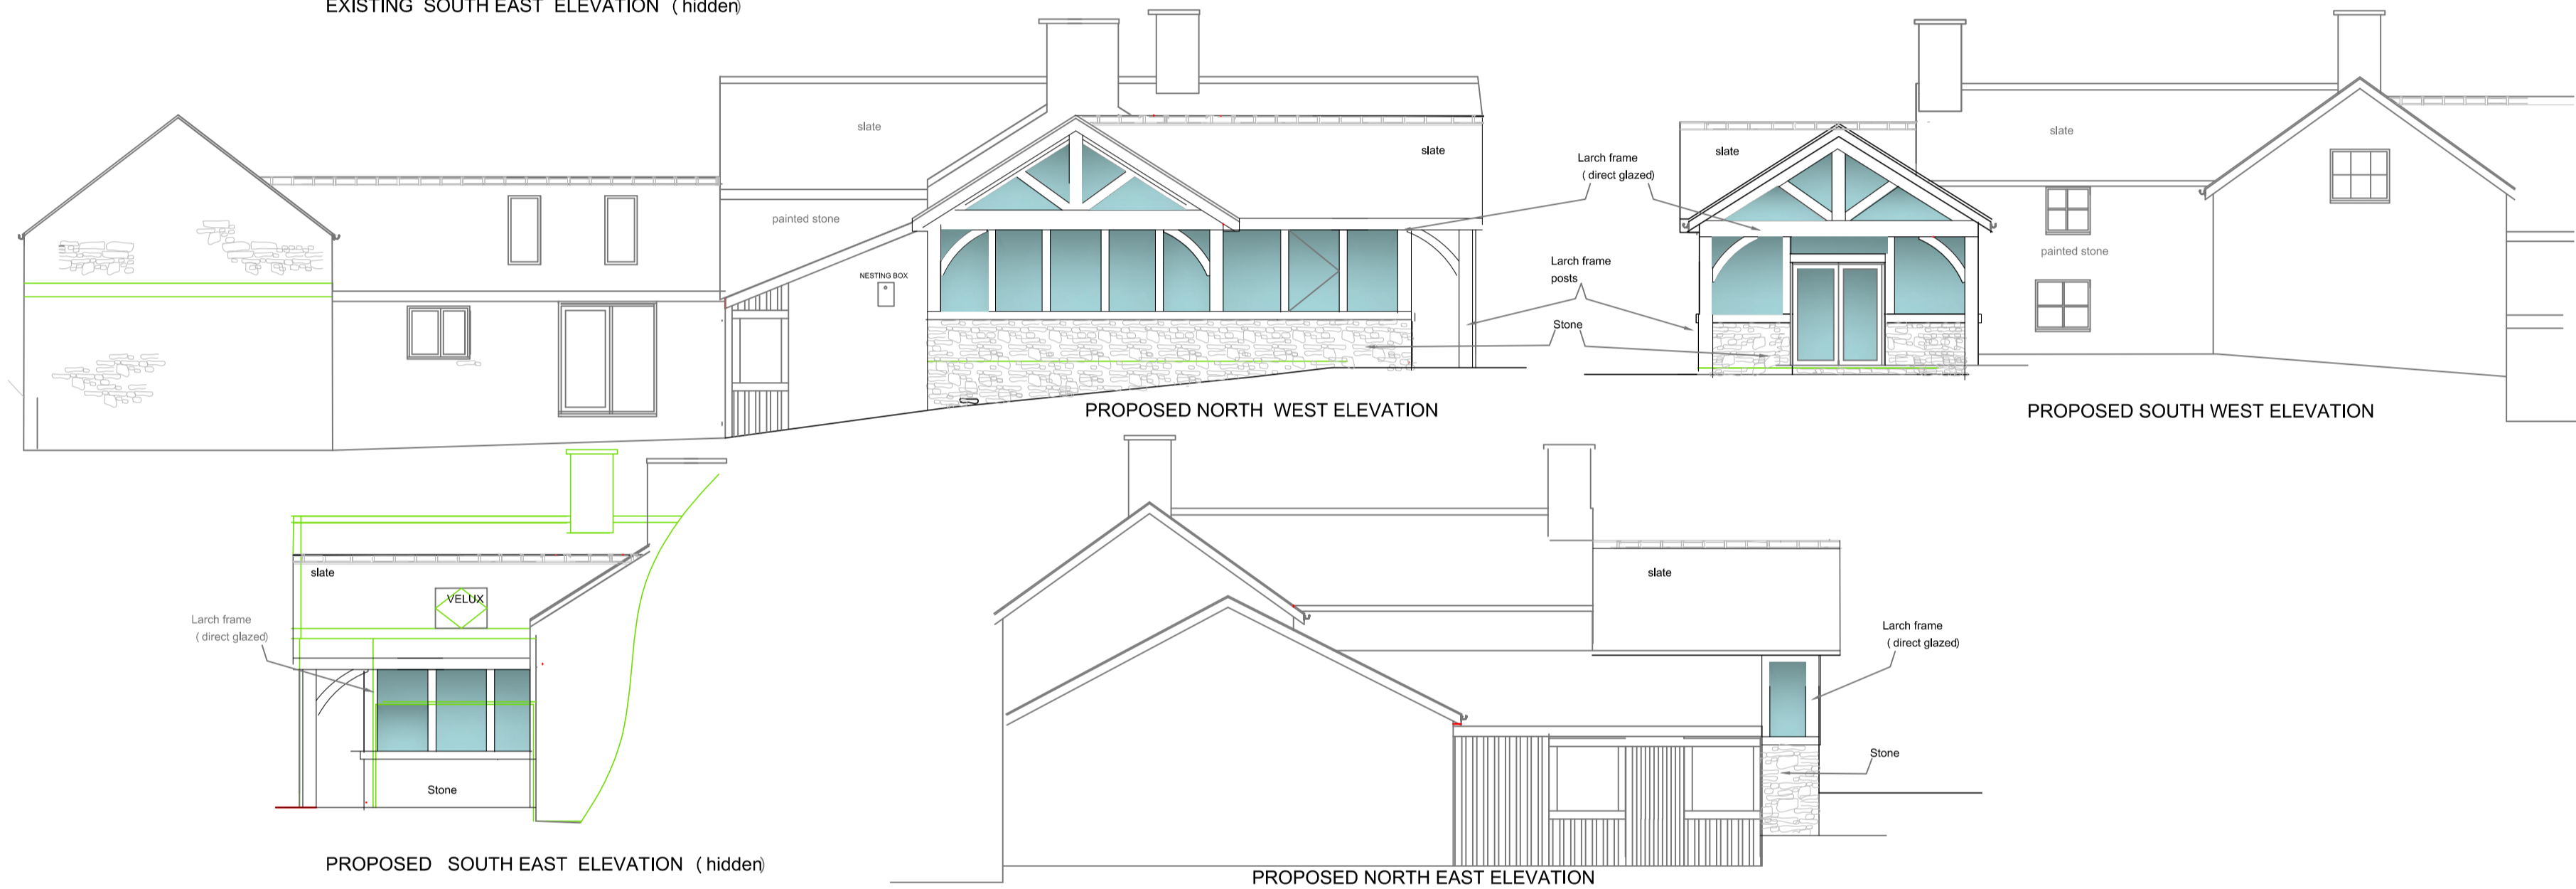 EXISTING SOUTH EAST ELEVATION (hidden)
slate
painted stone
NESTING BOX
slate
PROPOSED NORTH WEST ELEVATION
Larch frame
(direct glazed)
Larch frame
posts
Stone
slate
slate
painted stone
PROPOSED SOUTH WEST ELEVATION
slate
VELUX
Larch frame
(direct glazed)
Stone
PROPOSED SOUTH EAST ELEVATION (hidden)
slate
Larch frame
(direct glazed)
Stone
PROPOSED NORTH EAST ELEVATION